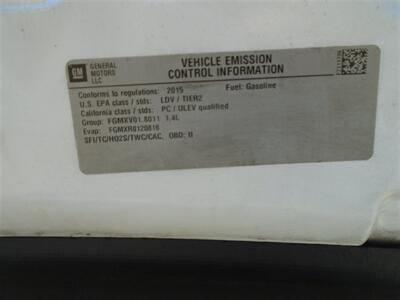 GM
GENERAL
MOTORS
LLC
VEHICLE EMISSION
CONTROL INFORMATION
Conforms to regulations: 2015 Fuel: Gasoline
U.S. EPA class / stds: LDV / TIER2
California class / stds: PC / ULEV qualified
Group: FGMXV01.8011 1.4L
Evap: FGMXR0120816
SFI/TC/HO2S/TWC/CAC, OBD: II